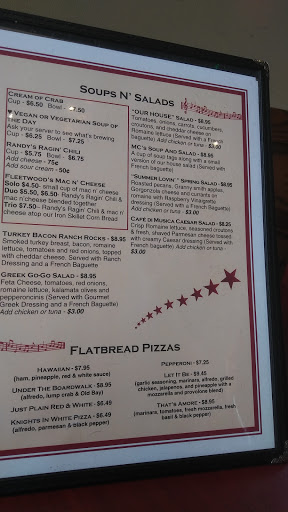 SOUPS N' SALADS
CREAM OF CRAB
Cup - $6.50 Bowl - $7.50
♥ VEGAN OR VEGETARIAN SOUP OF
THE DAY
Ask your server to see what's brewing
Cup - $6.25 Bowl - $7.25
RANDY'S RAGIN' CHILI
Cup - $5.75 Bowl - $6.75
Add cheese - 75¢
Add sour cream - 50¢
FLEETWOOD'S MAC N' CHEESE
Solo $4.50- small cup of mac n' cheese
Duo $5.50, $6.50- Randy's Ragin' Chili &
mac n'cheese blended together
Trio $7.50- Randy's Ragin' Chili & mac n'
cheese atop our Iron Skillet Corn Bread
TURKEY BACON RANCH ROCKS - $8.95
Smoked turkey breast, bacon, romaine
lettuce, tomatoes, red onions, and
cheddar cheese. Served with Ranch
Dressing and a French Baguette
GREEK GO-GO SALAD - $8.95
Feta Cheese, tomatoes, red onions,
romaine lettuce, kalamata olives and
pepperoncinis (Served with Gourmet
Greek Dressing and a French Baguette)
Add chicken or tuna - $3.00
"OUR HOUSE" SALAD - $6.95
Tomatoes, onions, carrots, cucumbers,
croutons, and cheddar cheese on
Romaine lettuce (Served with a French
baguette) Add chicken or tuna - $3.00
MC'S SOUP AND SALAD - $8.95
A cup of soup tags along with a small
version of our house salad (Served with
French Baguette)
"SUMMER LOVIN'" SPRING SALAD - $8.95
Roasted pecans, Granny smith apples,
Gorgonzola cheese and currants on
Romaine with Raspberry Vinaigrette
dressing (Served with a French Baguette)
Add chicken or tuna - $3.00
CAFE DI MUSICA CAESAR SALAD - $8.25
Crisp Romaine lettuce, seasoned croutons
& fresh, shaved Parmesan cheese tossed
with creamy Caesar dressing (Served with
a French Baguette)
Add chicken or tuna - $3.00
FLATBREAD PIZZAS
HAWAIIAN - $7.95
(ham, pineapple, red & white sauce)
UNDER THE BOARDWALK - $8.95
(alfredo, lump crab & Old Bay)
JUST PLAIN RED & WHITE - $6.49
KNIGHTS IN WHITE PIZZA - $6.49
(alfredo, parmesan & black pepper)
PEPPERONI - $7.25
LET IT BE - $9.45
(garlic seasoning, marinara, alfredo, grilled
chicken, jalapenos, and pineapple with a
mozzarella and provolone blend)
THAT'S AMORE - $8.95
(marinara, tomatoes, fresh mozzarella, fresh
basil & black pepper)